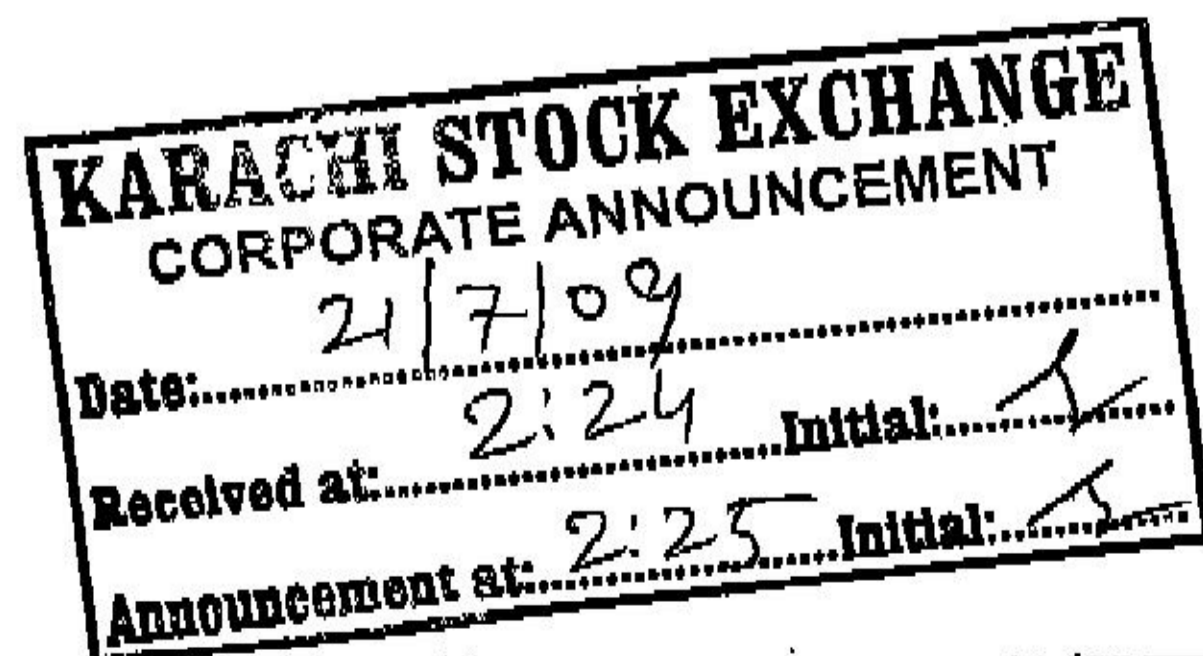 KARACHI STOCK EXCHANGE
CORPORATE ANNOUNCEMENT
Date: 21/7/09
Received at: 2:24 Initial:
Announcement at: 2:25 Initial: